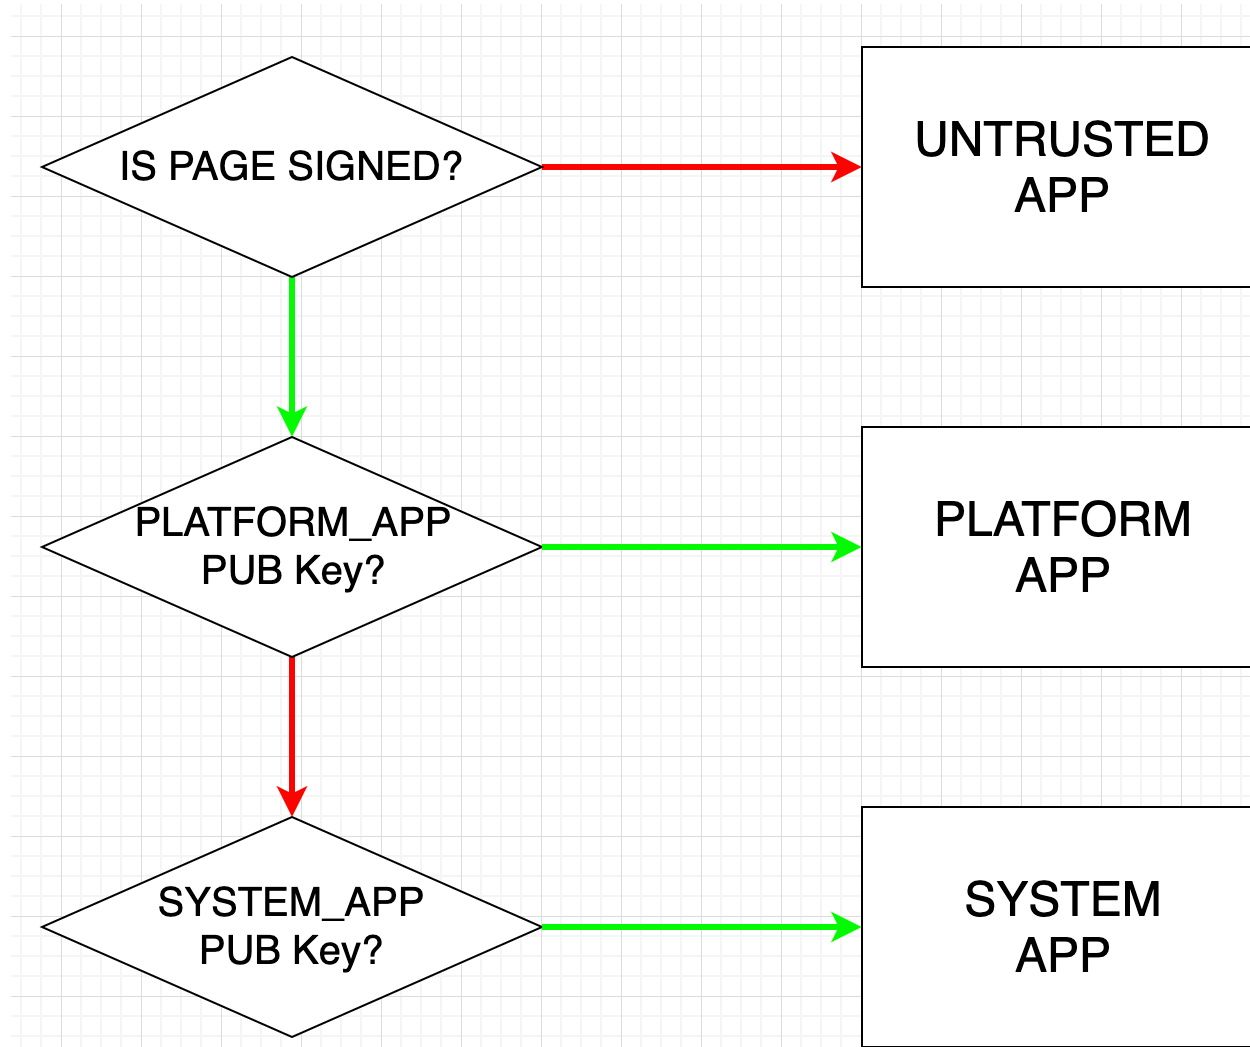 IS PAGE SIGNED?
UNTRUSTED
APP
PLATFORM_APP
PUB Key?
PLATFORM
APP
SYSTEM_APP
PUB Key?
SYSTEM
APP